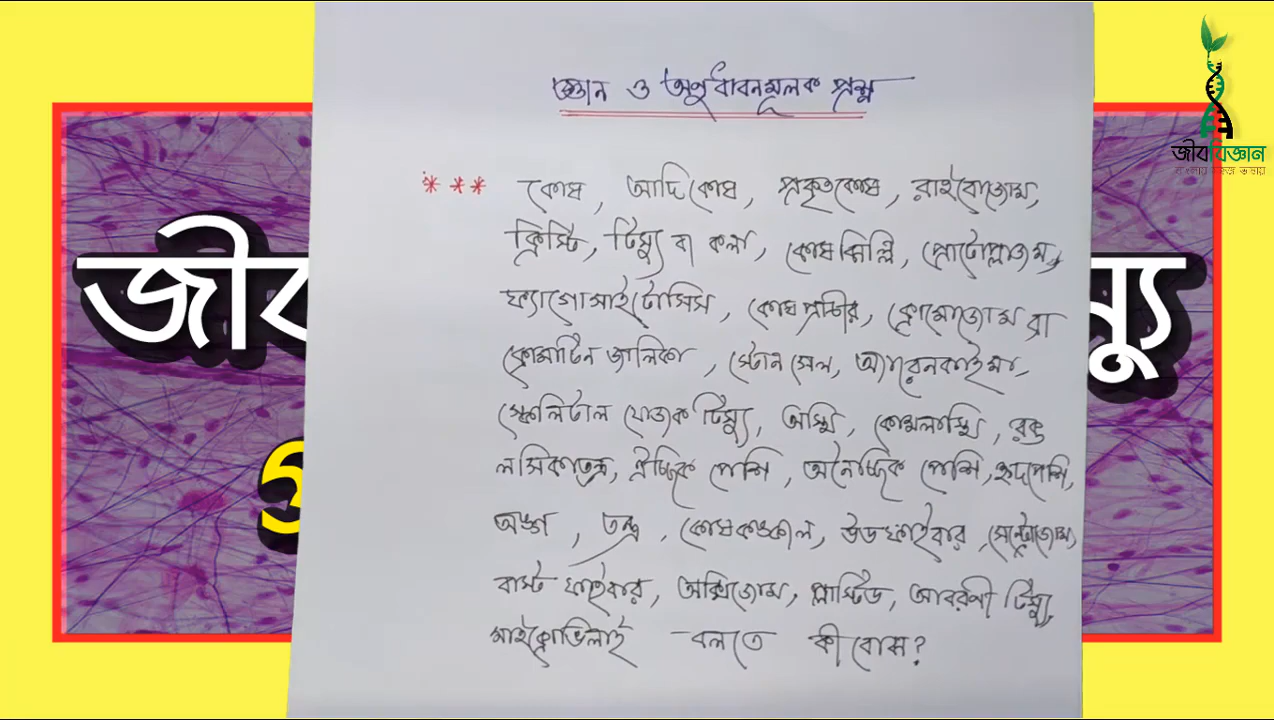 জ্ঞান ও অনুধাবনমূলক প্রশ্ন
*** কোষ, আদিকোষ, প্রকৃতকোষ, রাইবোজোম,
ক্রিস্টি, টিস্যু বা কলা, কোষঝিল্লি, প্রোটোপ্লাজম,
ফ্যাগোসাইটোসিস, কোষপ্রাচীর, ক্রোমোজোম বা
ক্রোমাটিন জালিকা, স্টোন সেল, অ্যারেনকাইমা,
স্কেলিটাল যোজক টিস্যু, অস্থি, কোমলাস্থি, রক্ত
লসিকাতন্ত্র, ঐচ্ছিক পেশি, অনৈচ্ছিক পেশি, হৃদপেশি,
অঙ্গ, তন্ত্র, কোষকঙ্কাল, উডফাইবার, সেন্ট্রোজোম,
বাস্ট ফাইবার, অক্সিজোম, প্লাস্টিড, আবরণী টিস্যু,
মাইক্রোভিলাই বলতে কী বোঝ?
জীব
স্যু
জীববিজ্ঞান